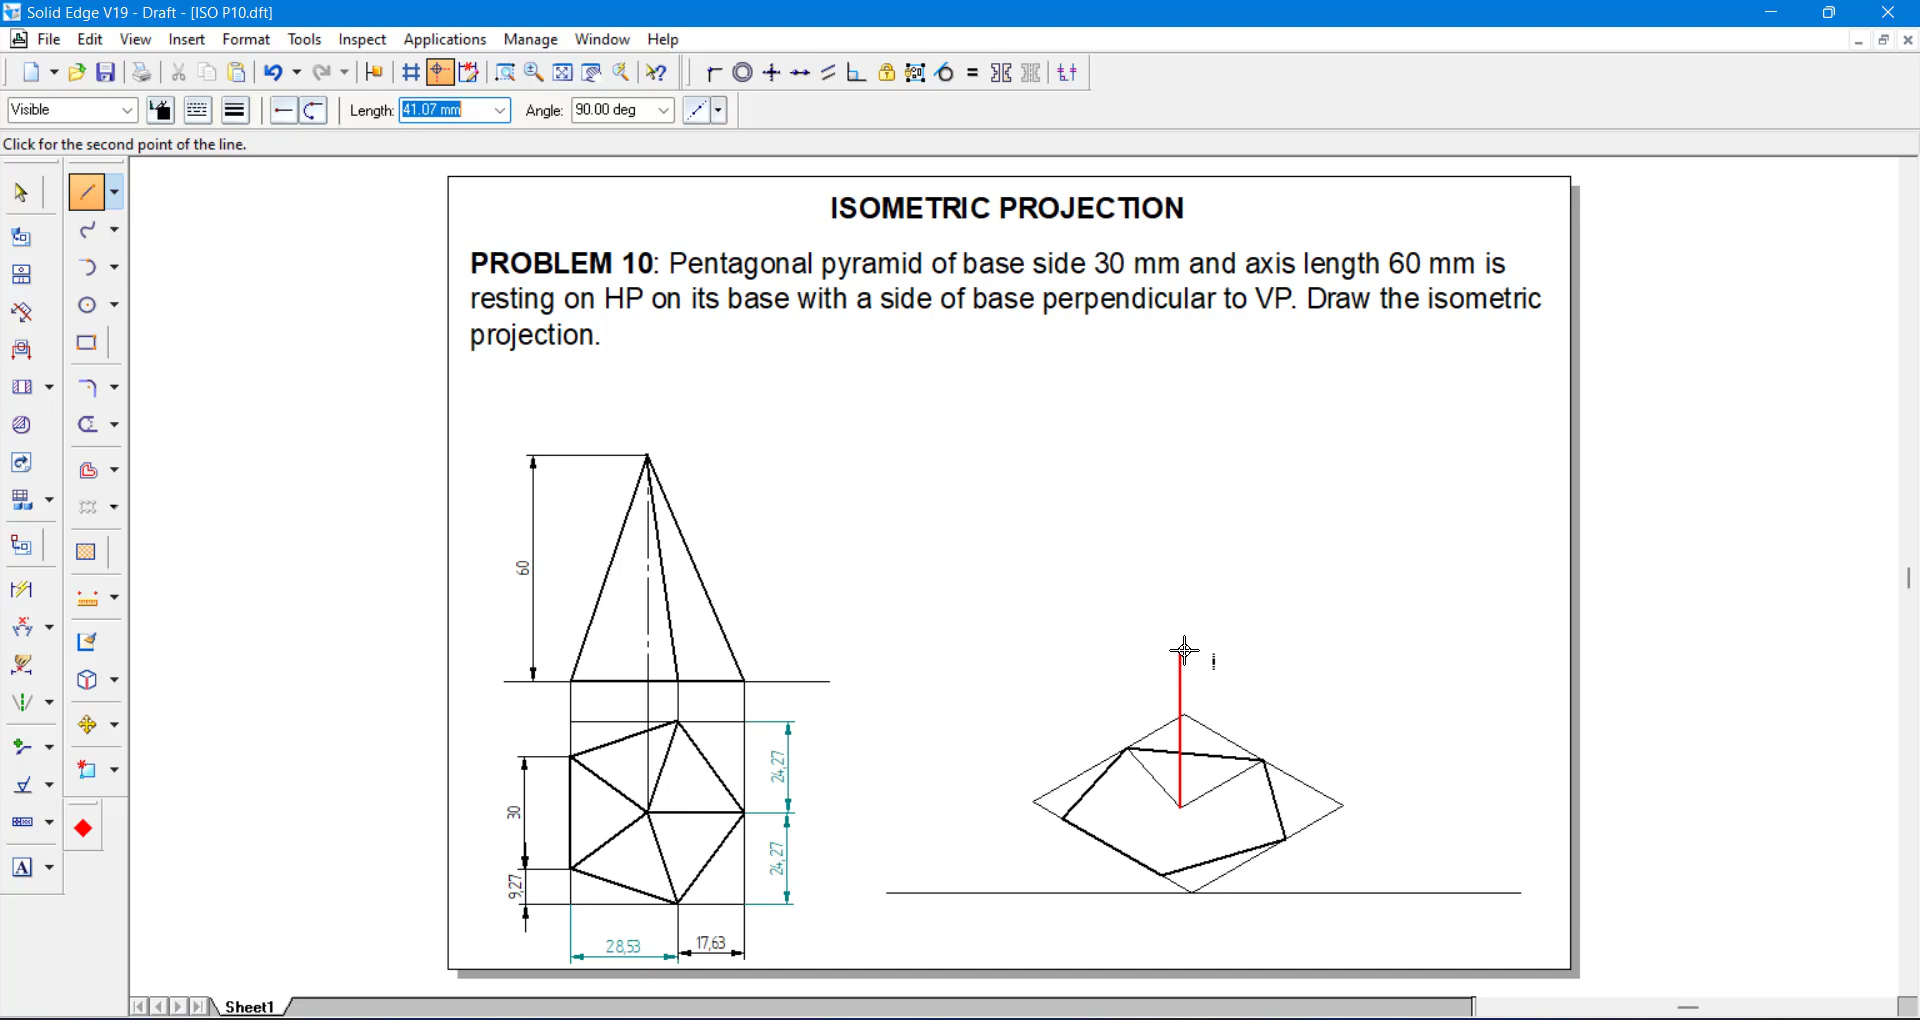 Solid Edge V19 - Draft - [ISO P10.dft]
File Edit View Insert Format Tools Inspect Applications Manage Window Help
Visible Length: 41.07 mm Angle: 90.00 deg
Click for the second point of the line.
ISOMETRIC PROJECTION
PROBLEM 10: Pentagonal pyramid of base side 30 mm and axis length 60 mm is
resting on HP on its base with a side of base perpendicular to VP. Draw the isometric
projection.
60
24,27
30
24,27
9,27
28,53
17,63
A
Sheet1